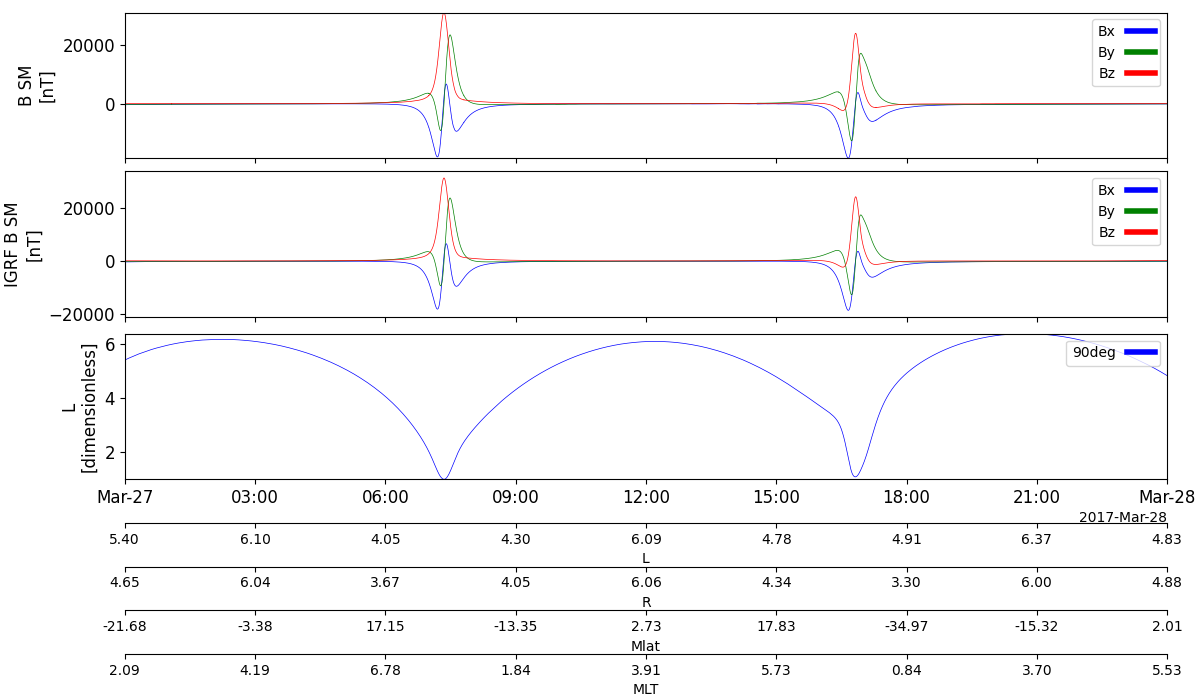 B SM
[nT]
20000
0
Bx
By
Bz
IGRF B SM
[nT]
20000
0
−20000
Bx
By
Bz
L
[dimensionless]
6
4
2
90deg
Mar-27 03:00 06:00 09:00 12:00 15:00 18:00 21:00 Mar-28
2017-Mar-28
5.40 6.10 4.05 4.30 6.09 4.78 4.91 6.37 4.83
L
4.65 6.04 3.67 4.05 6.06 4.34 3.30 6.00 4.88
R
-21.68 -3.38 17.15 -13.35 2.73 17.83 -34.97 -15.32 2.01
Mlat
2.09 4.19 6.78 1.84 3.91 5.73 0.84 3.70 5.53
MLT